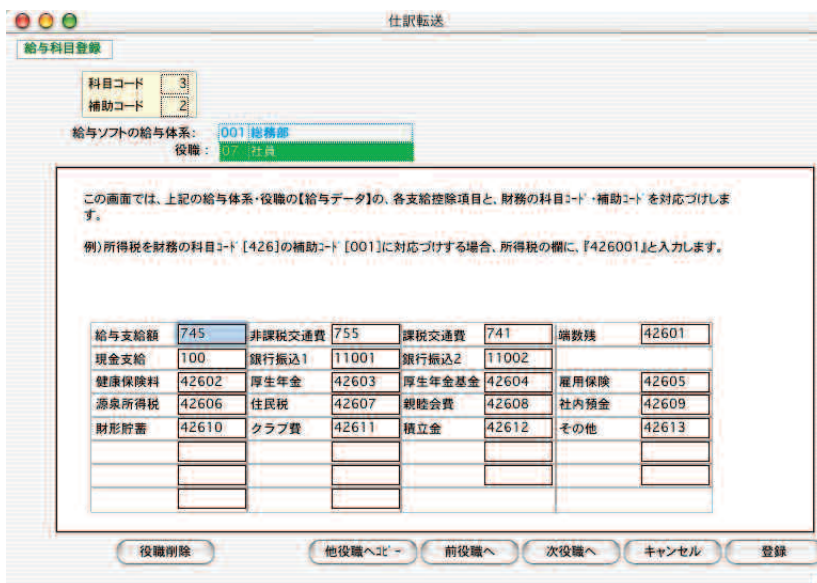 仕訳転送
給与科目登録
科目コード 3
補助コード 2
給与ソフトの給与体系: 001 総務部
役職: 07 社員
この画面では、上記の給与体系・役職の【給与データ】の、各支給控除項目と、財務の科目ｺｰﾄﾞ・補助ｺｰﾄﾞを対応づけしま
す。
例)所得税を財務の科目ｺｰﾄﾞ[426]の補助ｺｰﾄﾞ[001]に対応づけする場合、所得税の欄に、『426001』と入力します。
給与支給額 745 非課税交通費 755 課税交通費 741 端数残 42601
現金支給 100 銀行振込1 11001 銀行振込2 11002
健康保険料 42602 厚生年金 42603 厚生年金基金 42604 雇用保険 42605
源泉所得税 42606 住民税 42607 親睦会費 42608 社内預金 42609
財形貯蓄 42610 クラブ費 42611 積立金 42612 その他 42613
役職削除 他役職へｺﾋﾟｰ 前役職へ 次役職へ キャンセル 登録